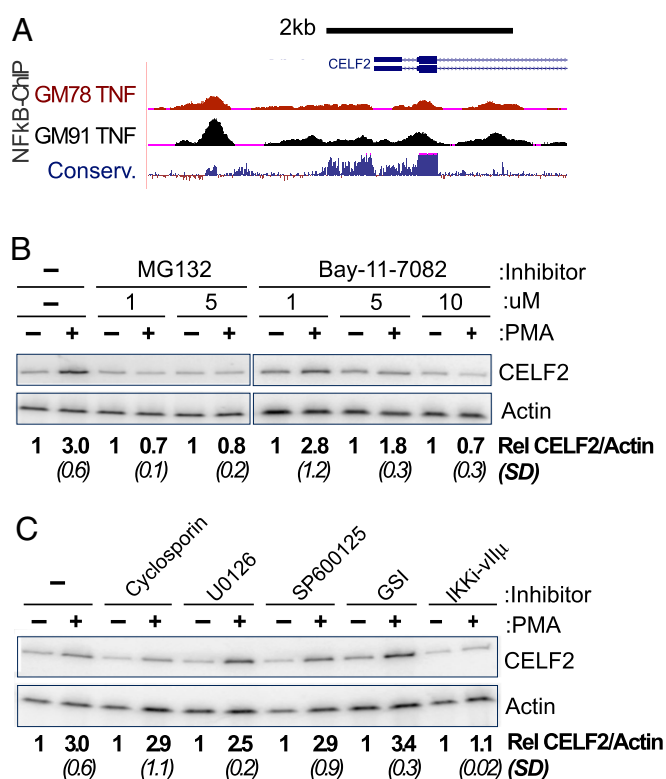 A
2kb
CELF2
NFkB-ChIP
GM78 TNF
GM91 TNF
Conserv.
B
– MG132 Bay-11-7082 :Inhibitor
– 1 5 1 5 10 :uM
– + – + – + – + – + – + :PMA
CELF2
Actin
1 3.0 1 0.7 1 0.8 1 2.8 1 1.8 1 0.7 Rel CELF2/Actin
(0.6) (0.1) (0.2) (1.2) (0.3) (0.3) (SD)
C
– Cyclosporin U0126 SP600125 GSI IKKi-vIIμ :Inhibitor
– + – + – + – + – + – + :PMA
CELF2
Actin
1 3.0 1 2.9 1 2.5 1 2.9 1 3.4 1 1.1 Rel CELF2/Actin
(0.6) (1.1) (0.2) (0.9) (0.3) (0.02) (SD)